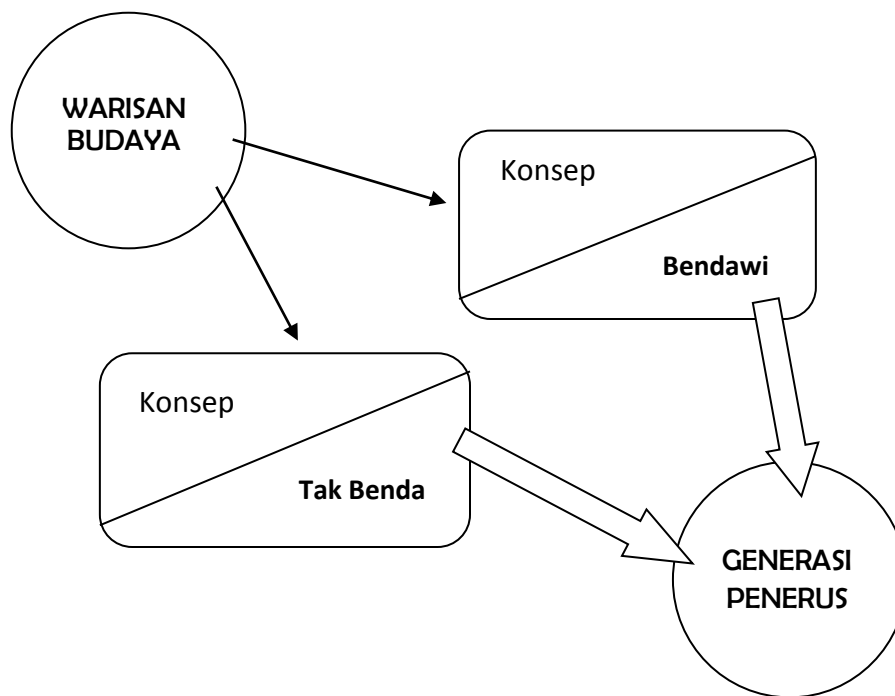 WARISAN
BUDAYA
Konsep
Bendawi
Konsep
Tak Benda
GENERASI
PENERUS